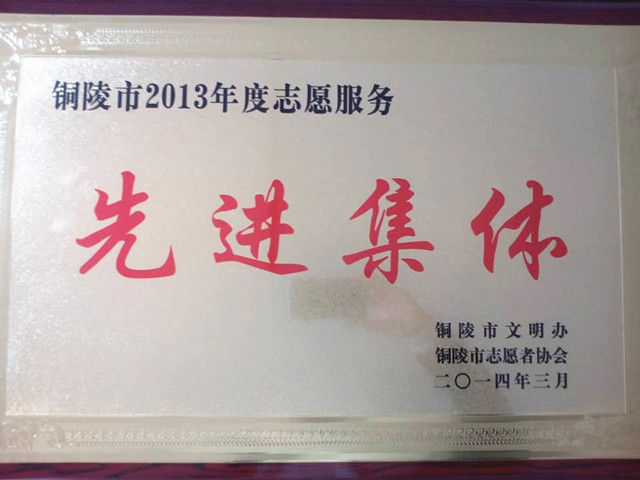 铜陵市2013年度志愿服务
先进集体
铜陵市文明办
铜陵市志愿者协会
二〇一四年三月